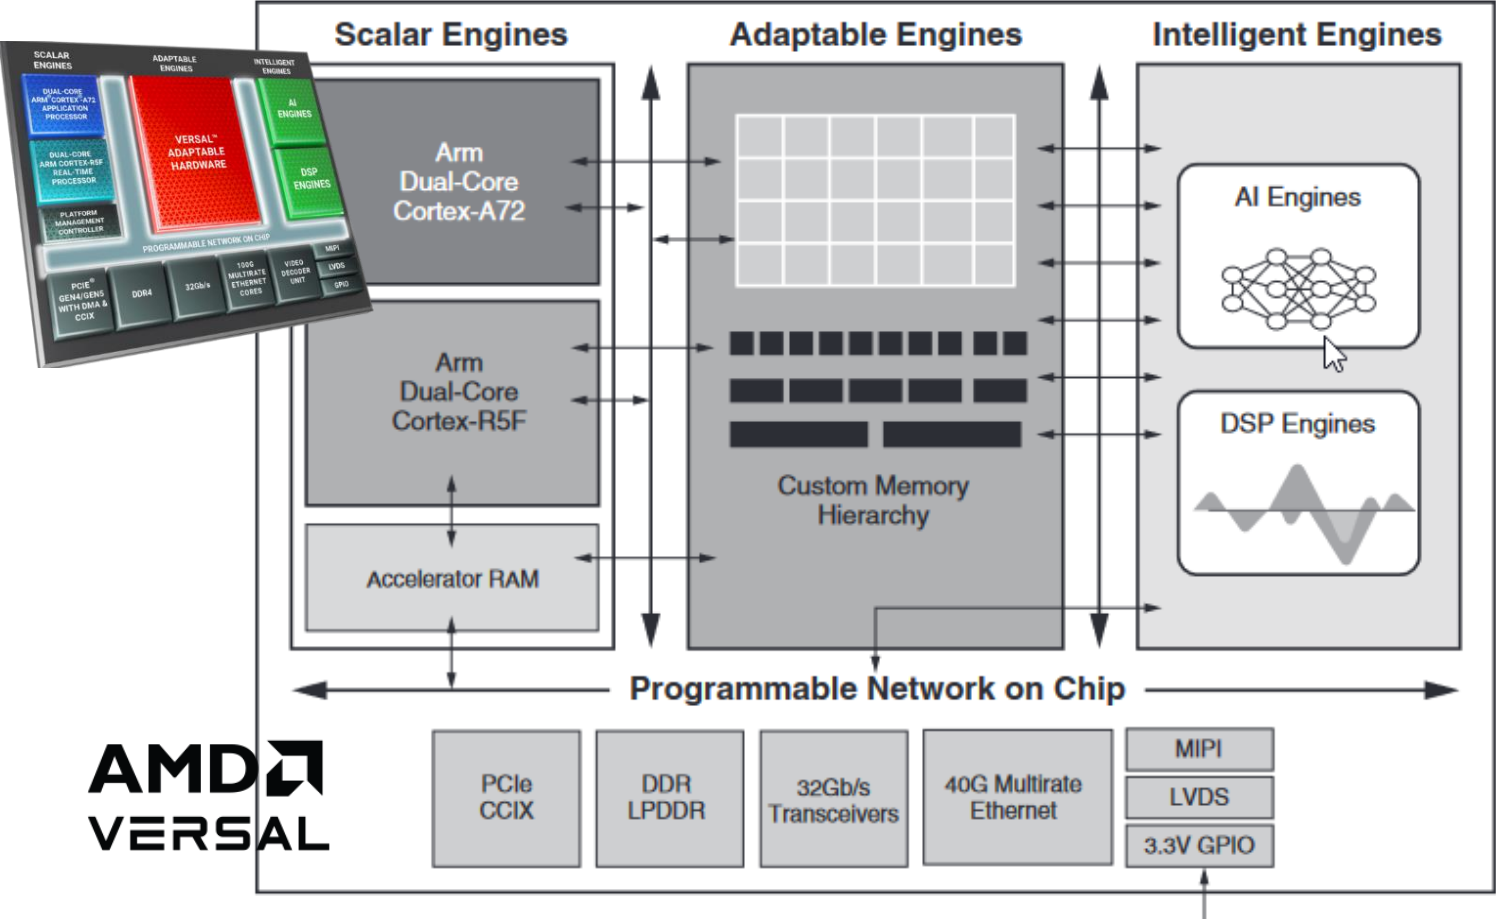 Scalar Engines
Adaptable Engines
Intelligent Engines
SCALAR
ENGINES
ADAPTABLE
ENGINES
INTELLIGENT
ENGINES
DUAL-CORE
ARM® CORTEX®-A72
APPLICATION
PROCESSOR
DUAL-CORE
ARM CORTEX-R5F
REAL-TIME
PROCESSOR
PLATFORM
MANAGEMENT
CONTROLLER
VERSAL™
ADAPTABLE
HARDWARE
AI
ENGINES
DSP
ENGINES
PROGRAMMABLE NETWORK ON CHIP
PCIE®
GEN4/GEN5
WITH DMA &
CCIX
DDR4
32Gb/s
100G
MULTIRATE
ETHERNET
CORES
VIDEO
DECODER
UNIT
MIPI
LVDS
GPIO
Arm
Dual-Core
Cortex-A72
Arm
Dual-Core
Cortex-R5F
Accelerator RAM
Custom Memory
Hierarchy
AI Engines
DSP Engines
Programmable Network on Chip
AMD
VERSAL
PCIe
CCIX
DDR
LPDDR
32Gb/s
Transceivers
40G Multirate
Ethernet
MIPI
LVDS
3.3V GPIO